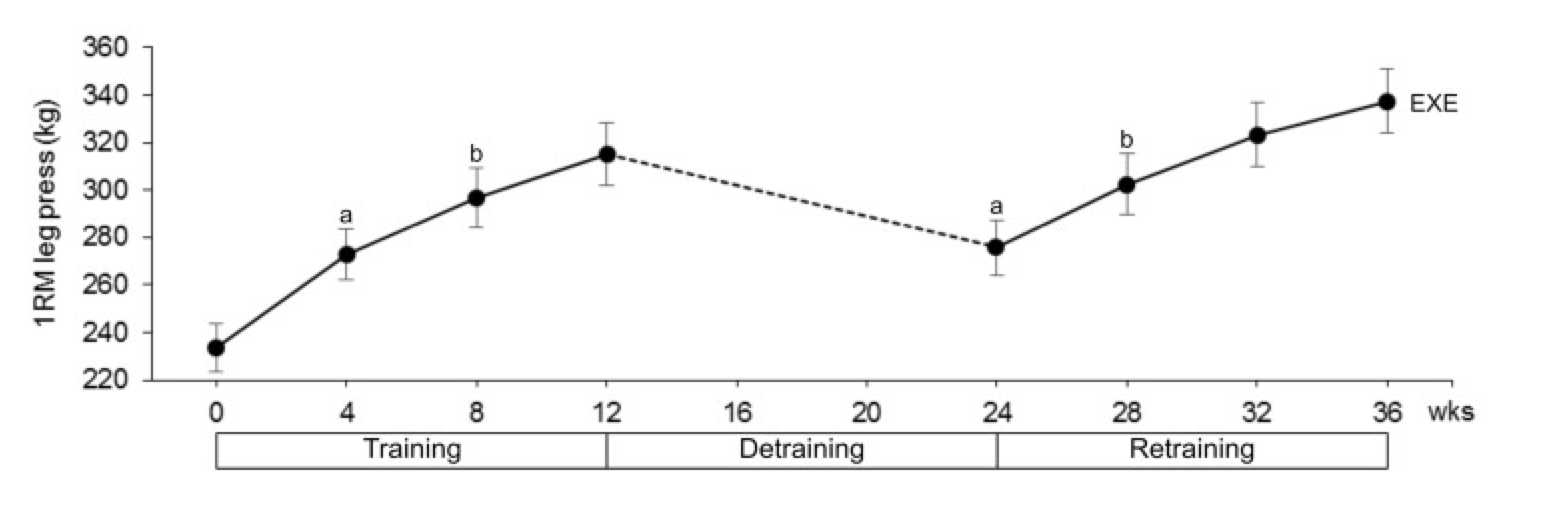 360
340
320
300
280
260
240
220
1RM leg press (kg)
a
b
a
b
EXE
0 4 8 12 16 20 24 28 32 36 wks
Training Detraining Retraining